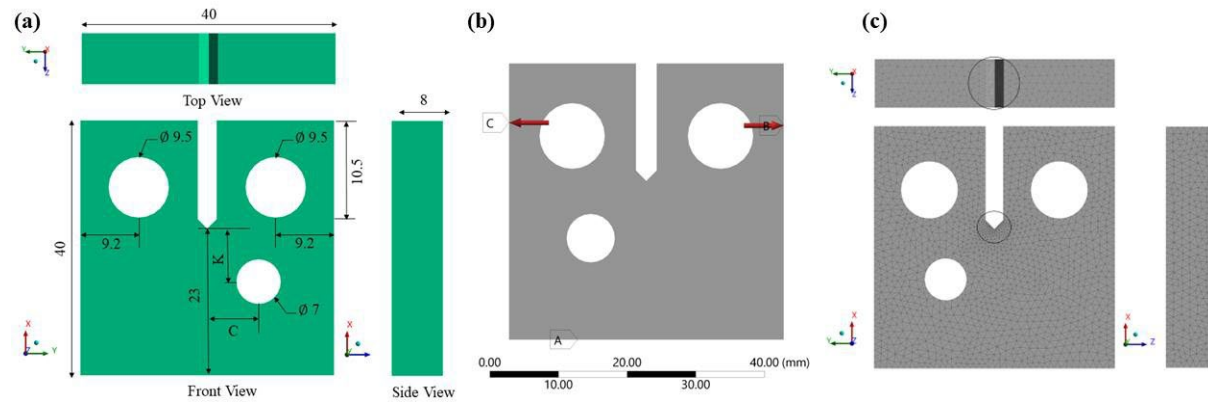 (a)
40
Y
X
Z
Top View
8
Ø 9.5
Ø 9.5
10.5
40
9.2
9.2
K
23
Ø 7
C
X
Y
X
Z
Front View
Side View
(b)
C
B
A
0.00
20.00
40.00 (mm)
10.00
30.00
(c)
Y
X
Z
X
Y
Z
X
Z